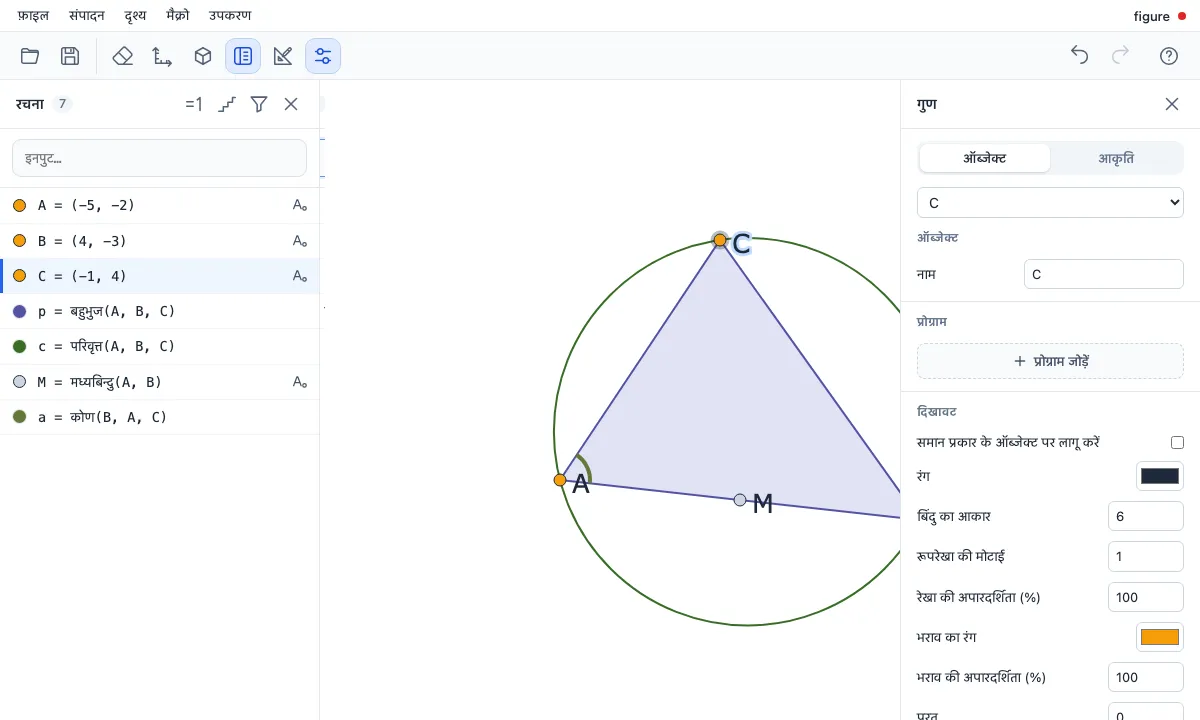 फ़ाइल संपादन दृश्य मैक्रो उपकरण figure
रचना 7 =1
इनपुट...
A = (−5, −2)
B = (4, −3)
C = (−1, 4)
p = बहुभुज(A, B, C)
c = परिवृत्त(A, B, C)
M = मध्यबिन्दु(A, B)
a = कोण(B, A, C)
C
A
M
गुण
ऑब्जेक्ट आकृति
C
ऑब्जेक्ट
नाम C
प्रोग्राम
+ प्रोग्राम जोड़ें
दिखावट
समान प्रकार के ऑब्जेक्ट पर लागू करें
रंग
बिंदु का आकार 6
रूपरेखा की मोटाई 1
रेखा की अपारदर्शिता (%) 100
भराव का रंग
भराव की अपारदर्शिता (%) 100
परत 0